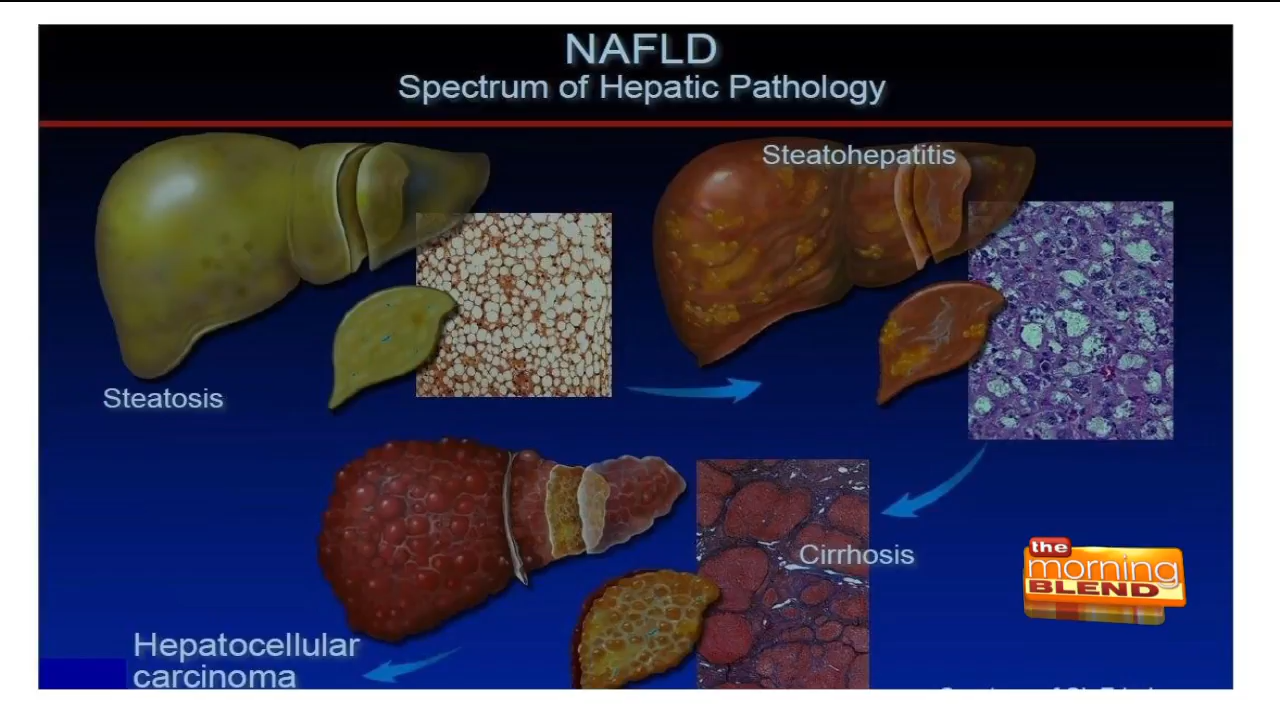 NAFLD
Spectrum of Hepatic Pathology
Steatohepatitis
Steatosis
Cirrhosis
the
morning
BLEND
Hepatocellular
carcinoma